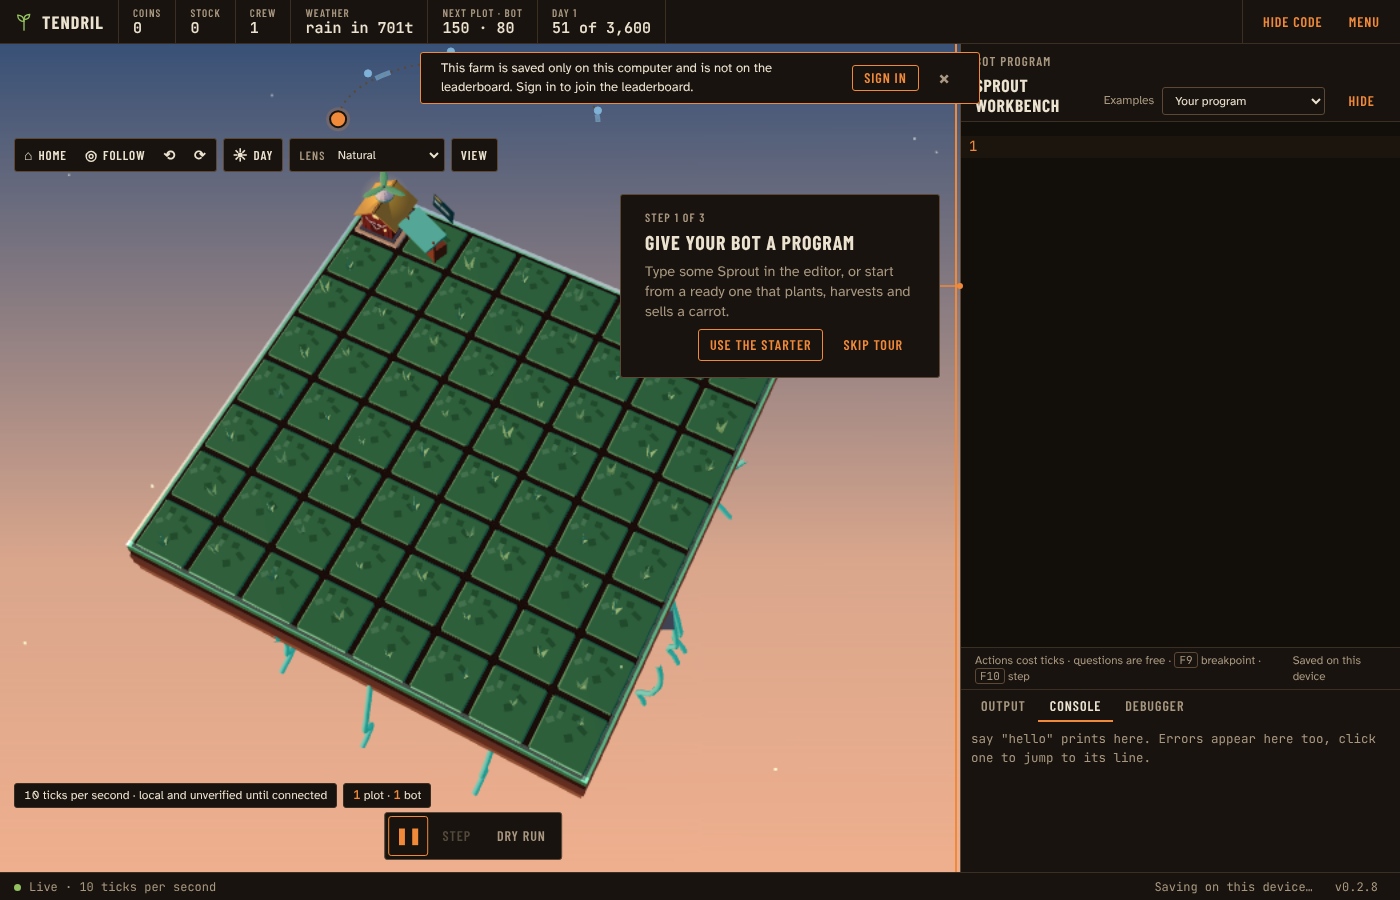 TENDRIL
COINS
0
STOCK
0
CREW
1
WEATHER
rain in 701t
NEXT PLOT · BOT
150 · 80
DAY 1
51 of 3,600
HIDE CODE
MENU
This farm is saved only on this computer and is not on the
leaderboard. Sign in to join the leaderboard.
SIGN IN
×
BOT PROGRAM
SPROUT
WORKBENCH
Examples
Your program
HIDE
HOME
FOLLOW
DAY
LENS
Natural
VIEW
1
STEP 1 OF 3
GIVE YOUR BOT A PROGRAM
Type some Sprout in the editor, or start
from a ready one that plants, harvests and
sells a carrot.
USE THE STARTER
SKIP TOUR
Actions cost ticks · questions are free · F9 breakpoint ·
F10 step
Saved on this
device
OUTPUT
CONSOLE
DEBUGGER
say "hello" prints here. Errors appear here too, click
one to jump to its line.
10 ticks per second · local and unverified until connected
1 plot · 1 bot
STEP
DRY RUN
Live · 10 ticks per second
Saving on this device…
v0.2.8